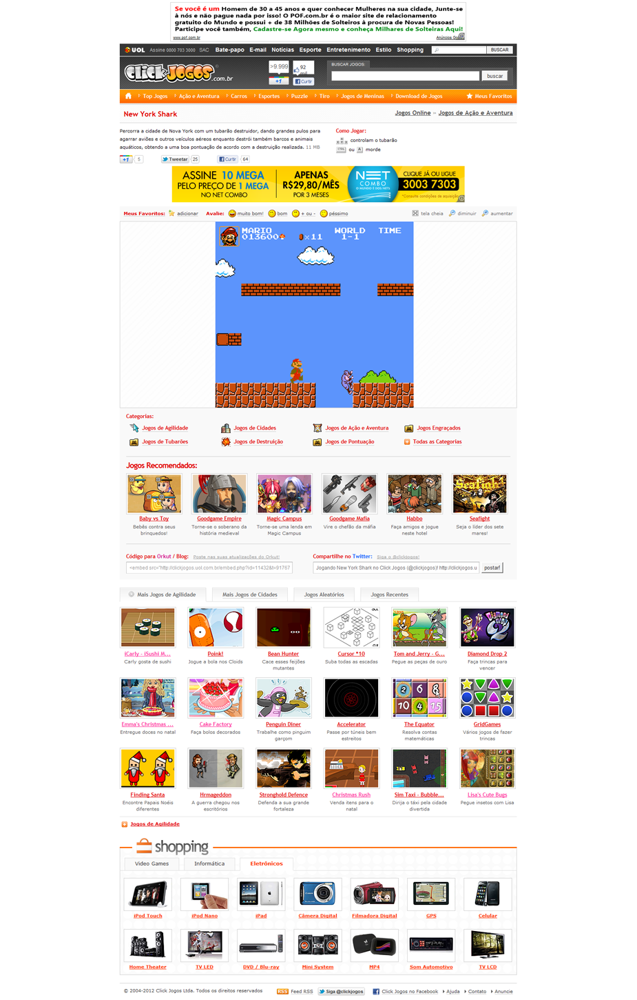 Se você é um Homem de 30 a 45 anos e quer conhecer Mulheres na sua cidade, Junte-se
à nós e não pague nada por isso! O POF.com.br é o maior site de relacionamento
gratuito do Mundo e possui + de 38 Milhões de Solteiros à procura de Novas Pessoas!
Participe você também, Cadastre-se Agora mesmo e conheça Milhares de Solteiras Aqui!
www.pof.com.br Anúncios Google
UOL Assine 0800 703 3000 SAC Bate-papo E-mail Notícias Esporte Entretenimento Estilo Shopping BUSCAR
CLICK JOGOS .com.br
>9.999 92 mil
+1 Curtir
BUSCAR JOGOS:
buscar
Top Jogos Ação e Aventura Carros Esportes Puzzle Tiro Jogos de Meninas Download de Jogos Meus Favoritos
New York Shark
Jogos Online » Jogos de Ação e Aventura
Percorra a cidade de Nova York com um tubarão destruidor, dando grandes pulos para
agarrar aviões e outros veículos aéreos enquanto destrói também barcos e animais
aquáticos, obtendo a uma boa pontuação de acordo com a destruição realizada. 11 MB
Como Jogar:
controlam o tubarão
CTRL ou A morde
+1 5 Tweetar 25 Curtir 64
ASSINE 10 MEGA
PELO PREÇO DE 1 MEGA
NO NET COMBO
APENAS
R$29,80/MÊS
POR 3 MESES
NET
COMBO
O MUNDO É DOS NETS
CLIQUE JÁ OU LIGUE
3003 7303
*Consulte condições de aquisição
Meus Favoritos: adicionar Avalie: muito bom! bom + ou - péssimo tela cheia diminuir aumentar
MARIO WORLD TIME
013600 ×11 1-1
Categorias:
Jogos de Agilidade Jogos de Cidades Jogos de Ação e Aventura Jogos Engraçados
Jogos de Tubarões Jogos de Destruição Jogos de Pontuação Todas as Categorias
Jogos Recomendados:
Seafight
Baby vs Toy Goodgame Empire Magic Campus Goodgame Mafia Habbo Seafight
Bebês contra seus brinquedos!
Torne-se o soberano da história medieval
Torne-se uma lenda em Magic Campus
Vire o chefão da máfia
Faça amigos e jogue neste hotel
Seja o líder dos sete mares!
Código para Orkut / Blog: Poste nas suas atualizações do Orkut!
<embed src="http://clickjogos.uol.com.br/embed.php?id=11432&t=91767
Compartilhe no Twitter: Siga o @clickjogos!
Jogando New York Shark no Click Jogos (@clickjogos)! http://clickjogos.u postar!
Mais Jogos de Agilidade Mais Jogos de Cidades Jogos Aleatórios Jogos Recentes
iCarly - iSushi M... Poink! Bean Hunter Cursor *10 Tom and Jerry - G... Diamond Drop 2
Carly gosta de sushi
Jogue a bola nos Cloids
Cace esses feijões mutantes
Suba todas as escadas
Pegue as peças de ouro
Faça trincas para vencer
Emma's Christmas ... Cake Factory Penguin Diner Accelerator The Equator GridGames
Entregue doces no natal
Faça bolos decorados
Trabalhe como pinguim garçom
Passe por túneis bem estreitos
Resolva contas matemáticas
Vários jogos de fazer trincas
Finding Santa Hrmageddon Stronghold Defence Christmas Rush Sim Taxi - Bubble... Lisa's Cute Bugs
Encontre Papais Noéis diferentes
A guerra chegou nos escritórios
Defenda a sua grande fortaleza
Venda itens para o natal
Dirija o táxi pela cidade divertida
Pegue insetos com Lisa
Jogos de Agilidade
shopping
Video Games Informática Eletrônicos
iPod Touch iPod Nano iPad Câmera Digital Filmadora Digital GPS Celular
Home Theater TV LED DVD / Blu-ray Mini System MP4 Som Automotivo TV LCD
© 2004-2012 Click Jogos Ltda. Todos os direitos reservados RSS Feed RSS Siga @clickjogos Click Jogos no Facebook Ajuda Contato Anuncie